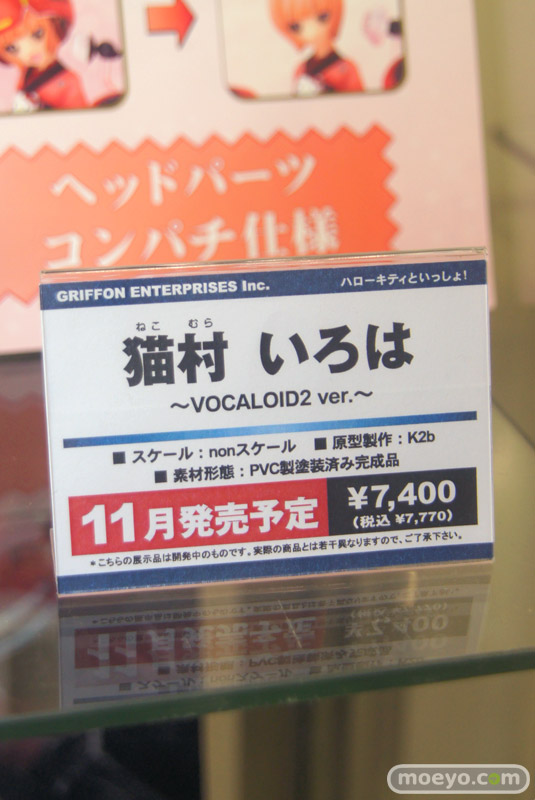 ヘッドパーツ
コンパチ仕様
GRIFFON ENTERPRISES Inc.
ハローキティといっしょ!
ねこ むら
猫村 いろは
～VOCALOID2 ver.～
■ スケール:nonスケール ■ 原型製作:K2b
■ 素材形態:PVC製塗装済み完成品
11月発売予定
¥7,400
(税込 ¥7,770)
*こちらの展示品は開発中のものです。実際の商品とは若干異なりますので、ご了承下さい。
moeyo.com